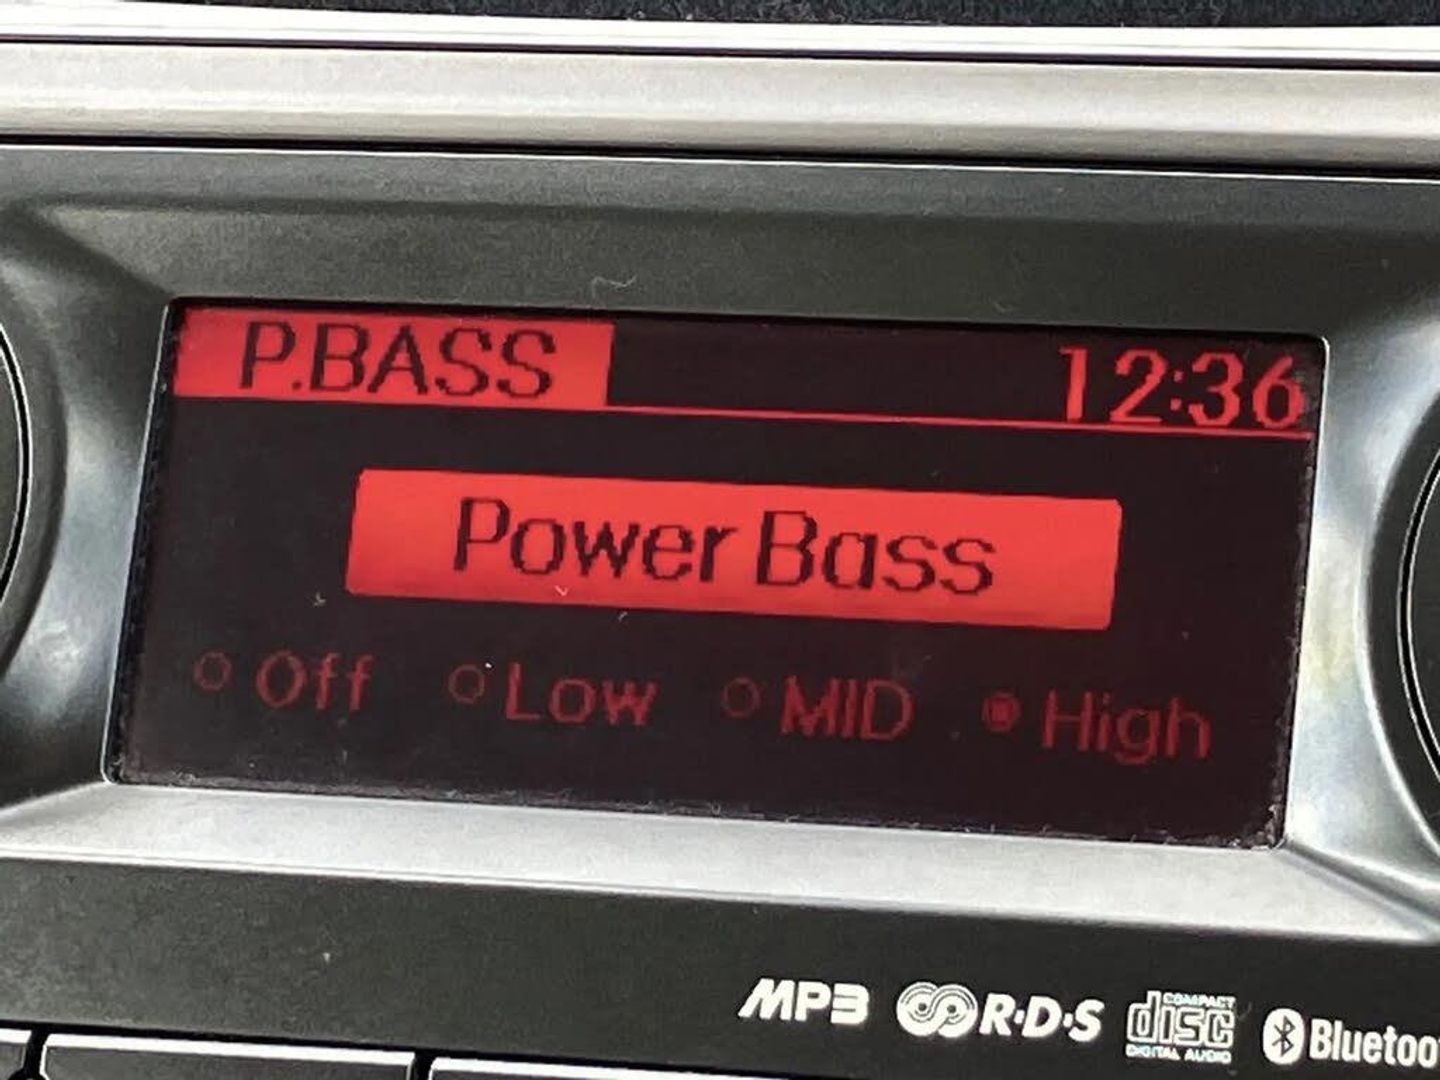 P.BASS 12:36
Power Bass
Off Low MID High
MP3 R·D·S COMPACT disc DIGITAL AUDIO Bluetoo